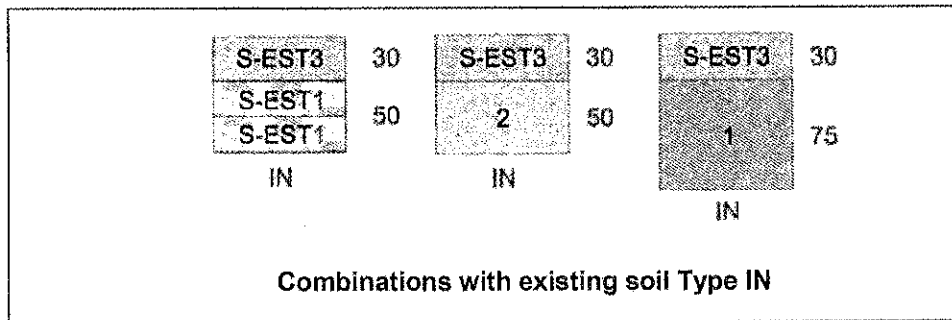 S-EST3 30 S-EST3 30 S-EST3 30
S-EST1
50 2 50 1 75
S-EST1
IN IN
IN
Combinations with existing soil Type IN